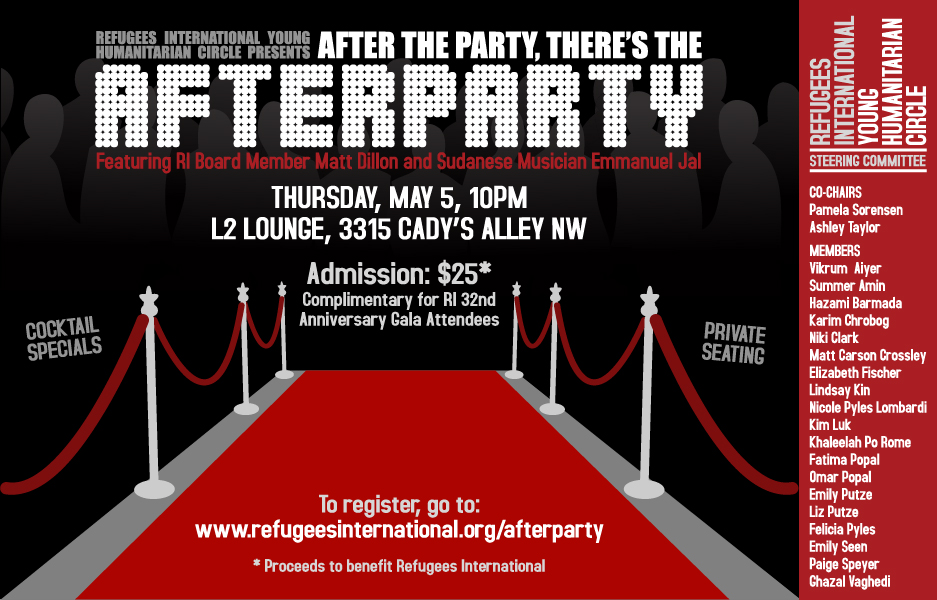 REFUGEES INTERNATIONAL YOUNG
HUMANITARIAN CIRCLE PRESENTS
AFTER THE PARTY, THERE'S THE
AFTERPARTY
Featuring RI Board Member Matt Dillon and Sudanese Musician Emmanuel Jal
THURSDAY, MAY 5, 10PM
L2 LOUNGE, 3315 CADY'S ALLEY NW
Admission: $25*
Complimentary for RI 32nd
Anniversary Gala Attendees
COCKTAIL
SPECIALS
PRIVATE
SEATING
To register, go to:
www.refugeesinternational.org/afterparty
* Proceeds to benefit Refugees International
REFUGEES
INTERNATIONAL
YOUNG
HUMANITARIAN
CIRCLE
STEERING COMMITTEE
CO-CHAIRS
Pamela Sorensen
Ashley Taylor
MEMBERS
Vikrum Aiyer
Summer Amin
Hazami Barmada
Karim Chrobog
Niki Clark
Matt Carson Crossley
Elizabeth Fischer
Lindsay Kin
Nicole Pyles Lombardi
Kim Luk
Khaleelah Po Rome
Fatima Popal
Omar Popal
Emily Putze
Liz Putze
Felicia Pyles
Emily Seen
Paige Speyer
Ghazal Vaghedi